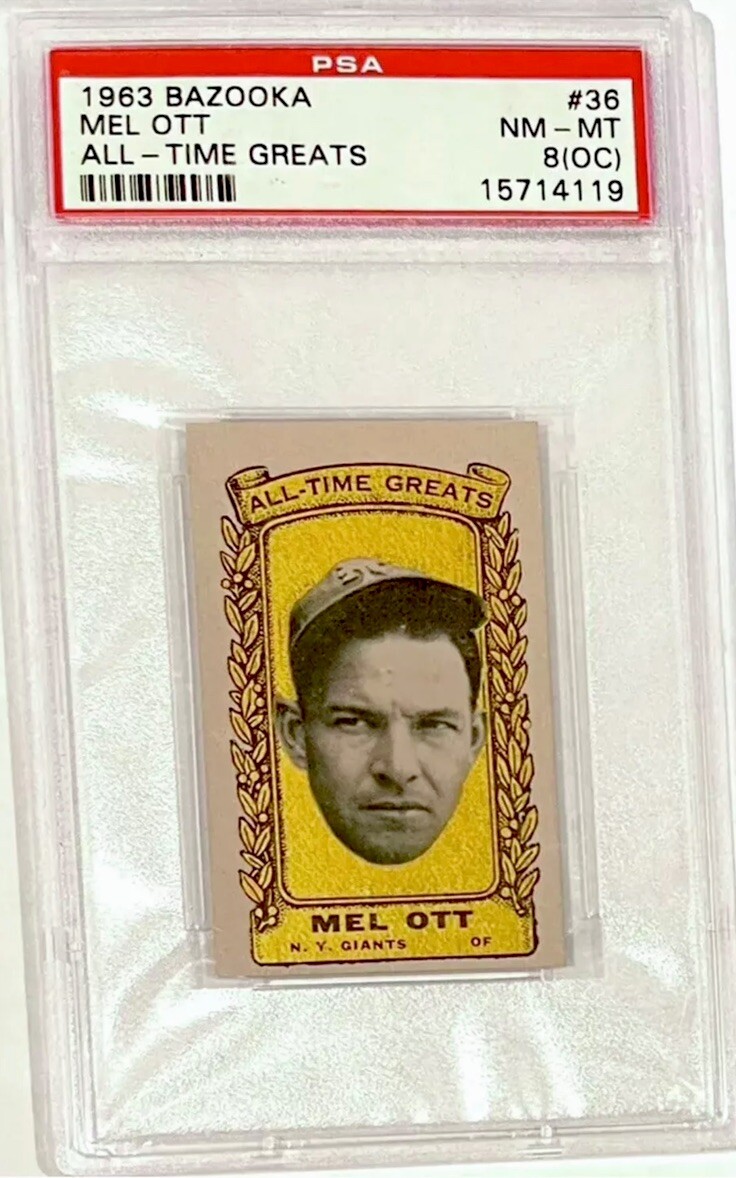 PSA
1963 BAZOOKA #36
MEL OTT NM - MT
ALL - TIME GREATS 8(OC)
15714119
ALL-TIME GREATS
MEL OTT
N. Y. GIANTS OF